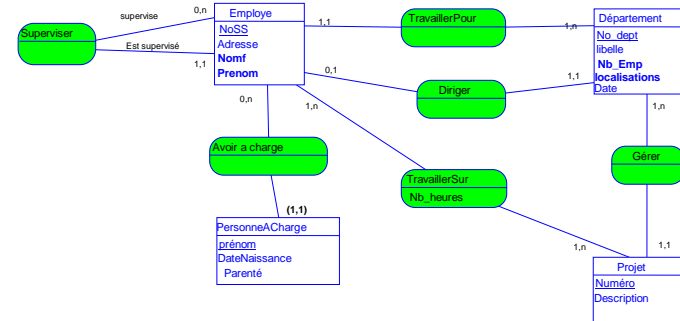 supervise
0,n
Employe
NoSS
Adresse
Nomf
Prenom
1,1
TravaillerPour
1,n
Département
No_dept
libelle
Nb_Emp
localisations
Date
Superviser
Est supervisé
1,1
0,1
Diriger
1,1
0,n
1,n
1,n
Avoir a charge
TravaillerSur
Nb_heures
Gérer
(1,1)
PersonneACharge
prénom
DateNaissance
Parenté
1,n
1,1
Projet
Numéro
Description